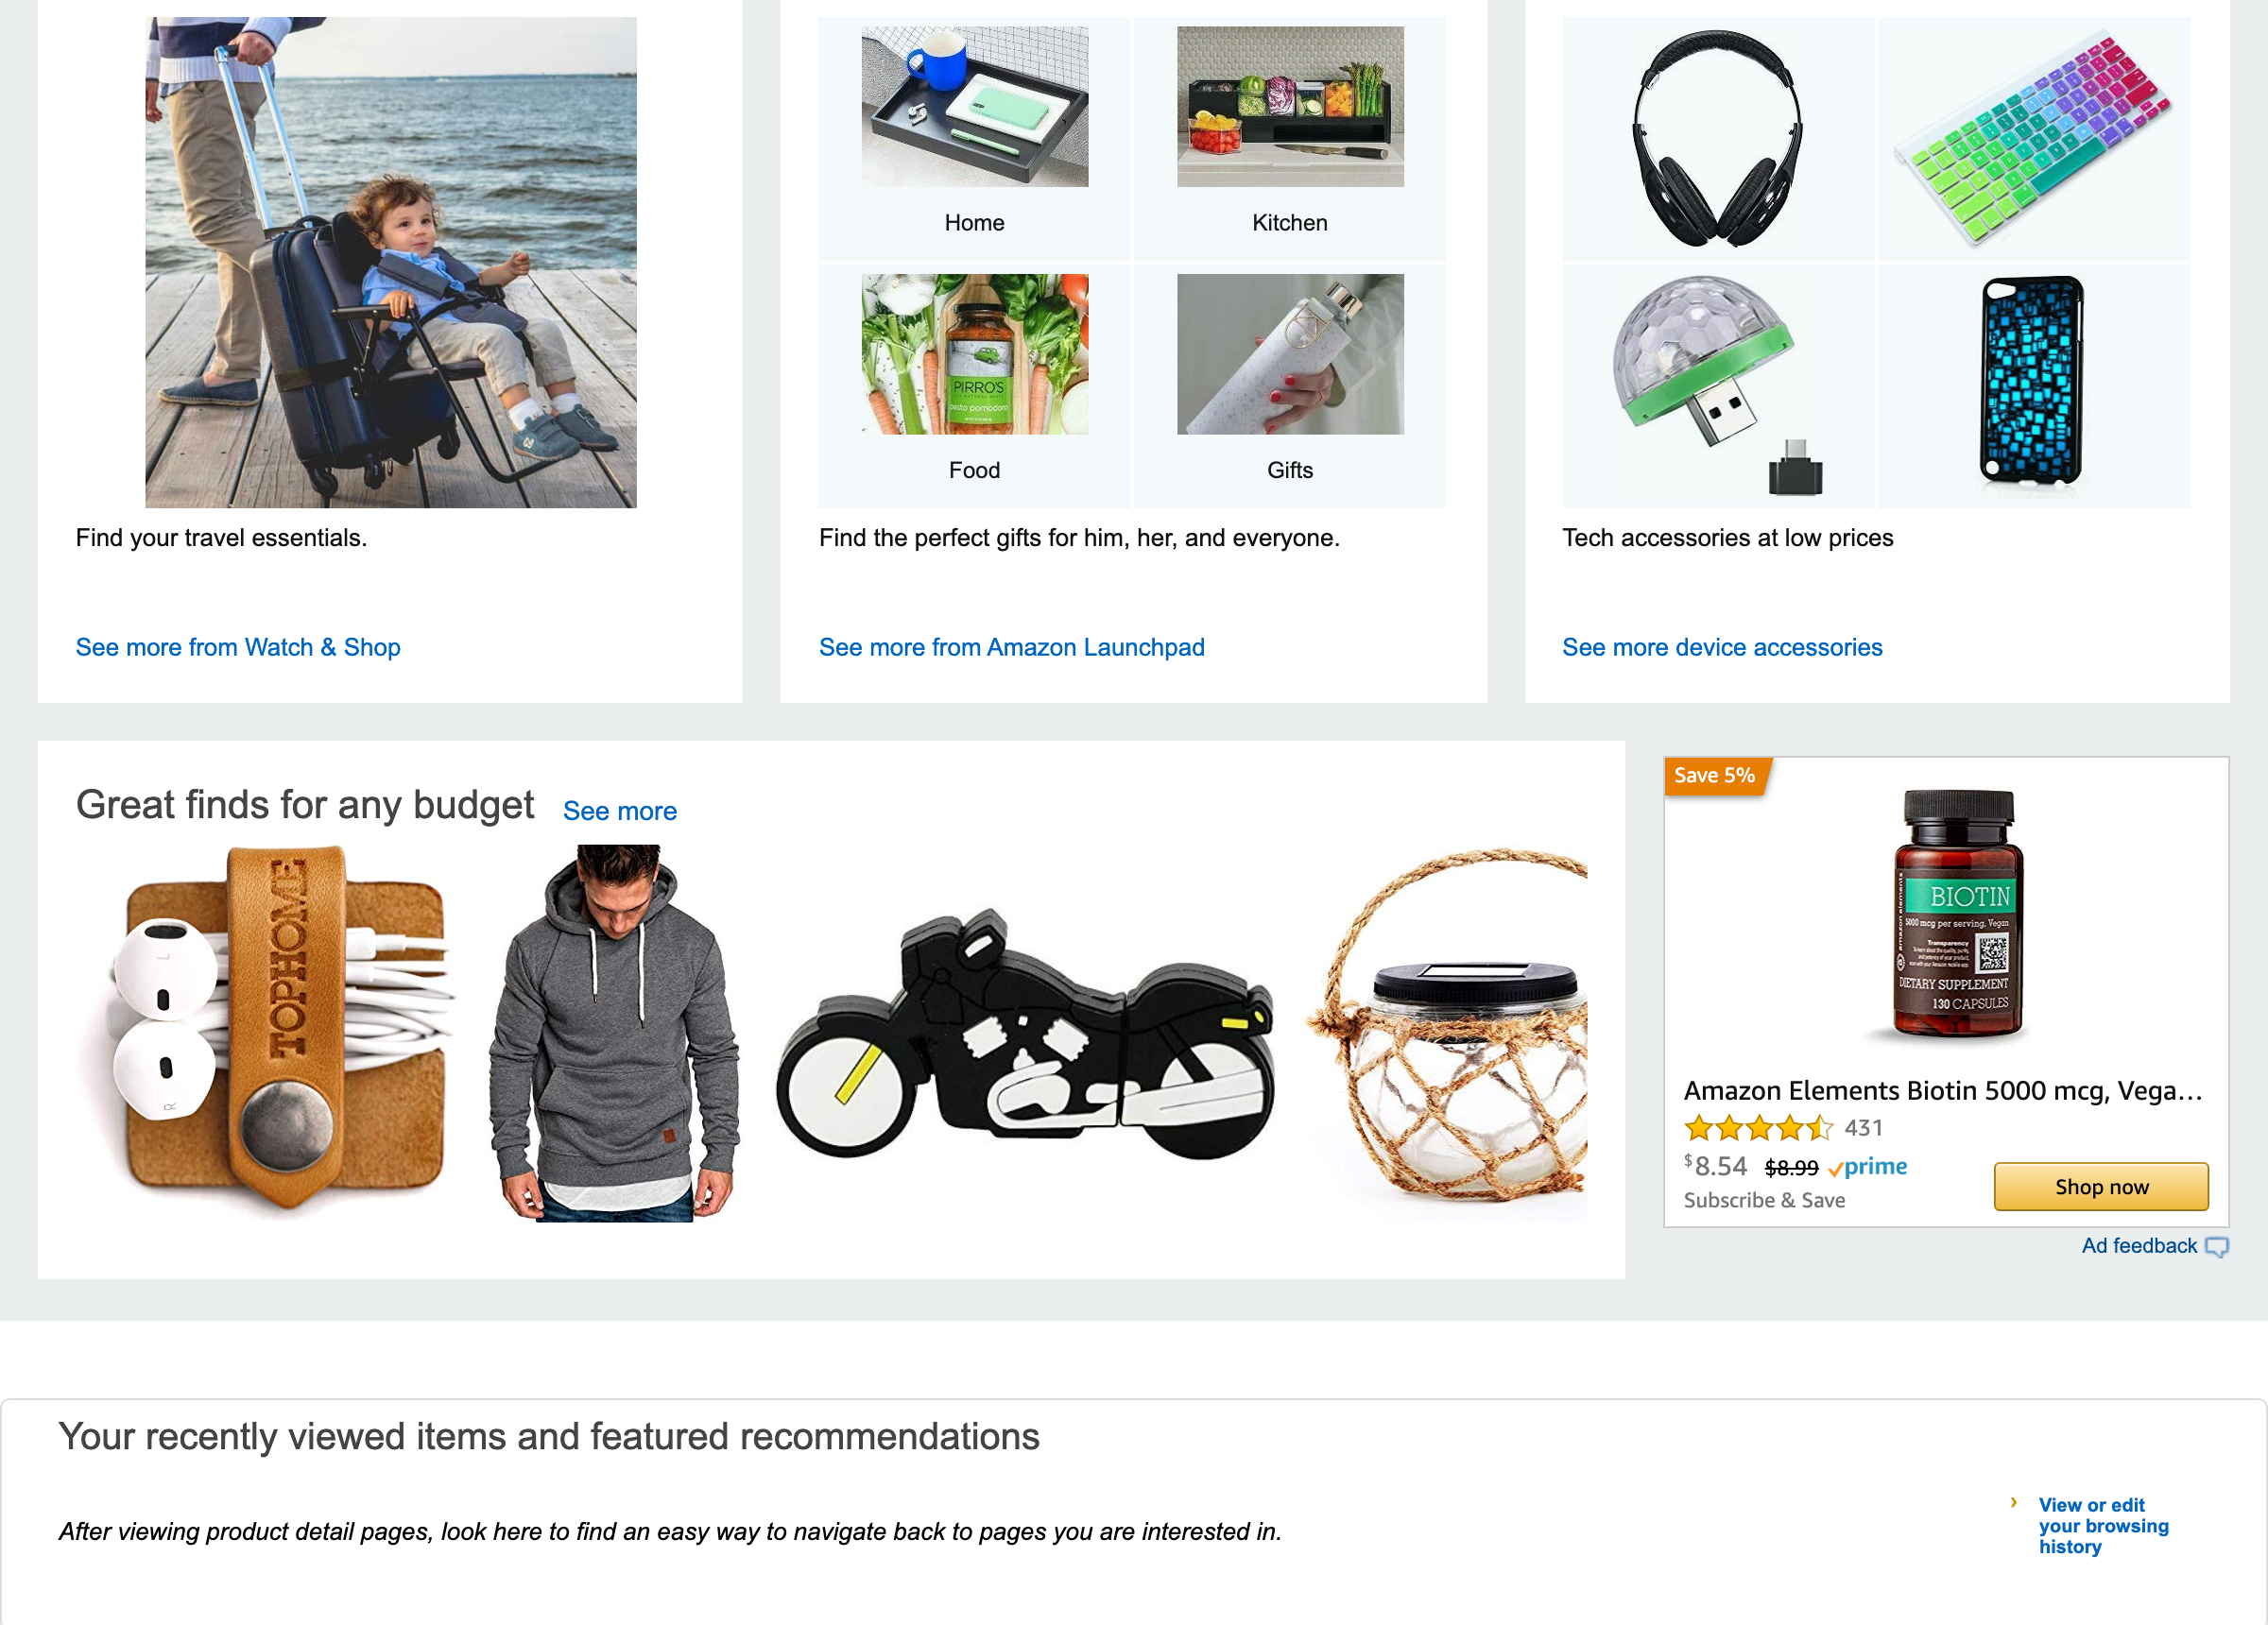 Home
Kitchen
PIRRO'S
pesto pomodoro
Food
Gifts
Find your travel essentials.
Find the perfect gifts for him, her, and everyone.
Tech accessories at low prices
See more from Watch & Shop
See more from Amazon Launchpad
See more device accessories
Great finds for any budget
See more
TOPHOME
L
R
Save 5%
amazon elements
BIOTIN
5000 mcg per serving, Vegan
Transparency
DIETARY SUPPLEMENT
130 CAPSULES
Amazon Elements Biotin 5000 mcg, Vega...
431
$8.54 $8.99 prime
Subscribe & Save
Shop now
Ad feedback
Your recently viewed items and featured recommendations
After viewing product detail pages, look here to find an easy way to navigate back to pages you are interested in.
View or edit
your browsing
history